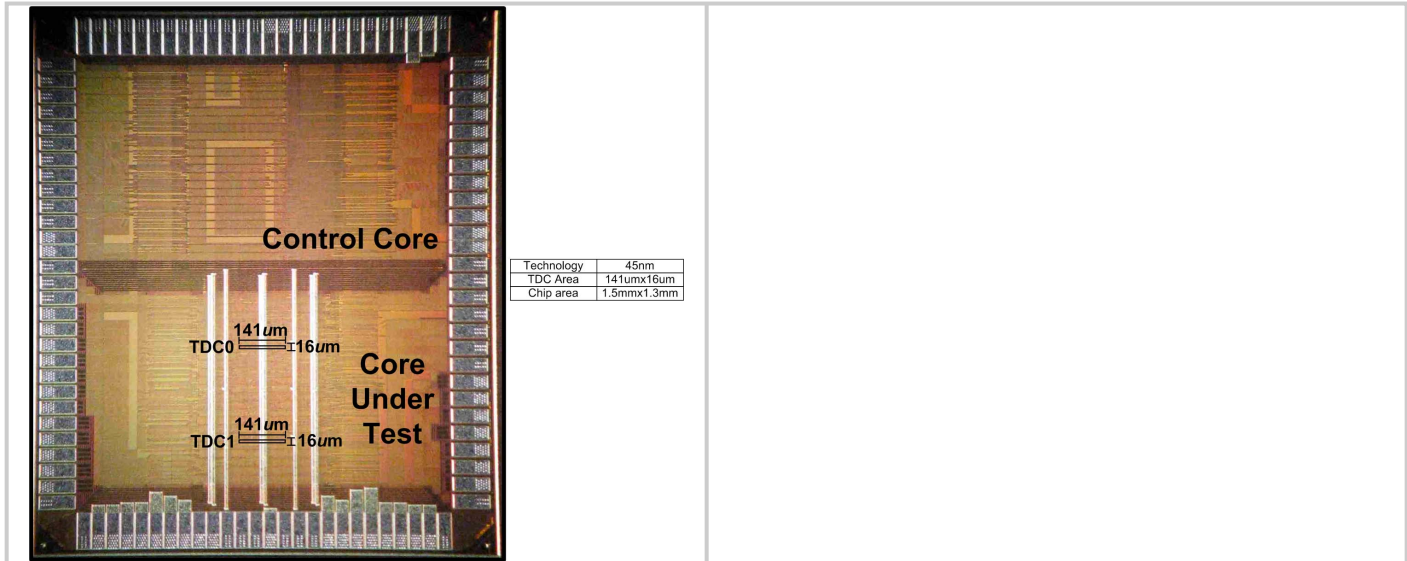 Control Core
141um
TDC0 16um
Core
Under
Test
141um
TDC1 16um
Technology 45nm
TDC Area 141umx16um
Chip area 1.5mmx1.3mm